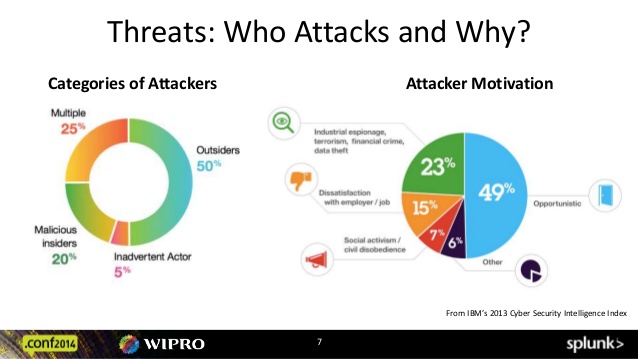 Threats: Who Attacks and Why?
Categories of Attackers
Multiple
25%
Outsiders
50%
Malicious
insiders
20%
Inadvertent Actor
5%
Attacker Motivation
Industrial espionage,
terrorism, financial crime,
data theft
23%
49%
Opportunistic
Dissatisfaction
with employer / job
15%
Social activism /
civil disobedience
7%
6%
Other
From IBM's 2013 Cyber Security Intelligence Index
.conf2014
WIPRO
7
splunk>